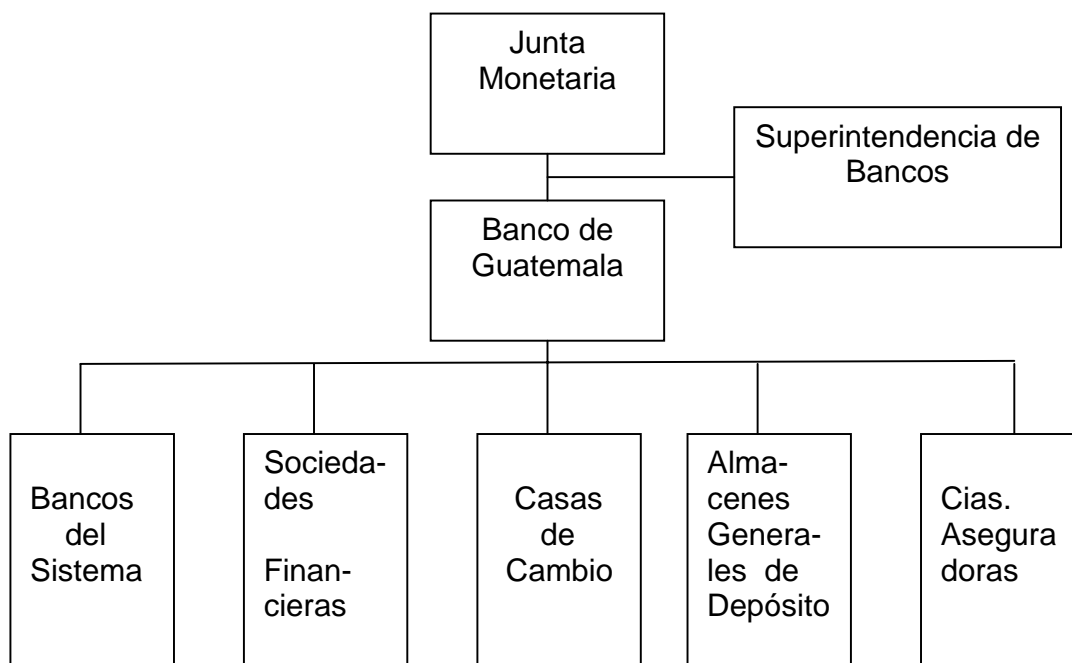 Junta
Monetaria
Superintendencia de
Bancos
Banco de
Guatemala
Bancos
del
Sistema
Socieda-
des
Finan-
cieras
Casas
de
Cambio
Alma-
cenes
Genera-
les de
Depósito
Cias.
Asegura
doras